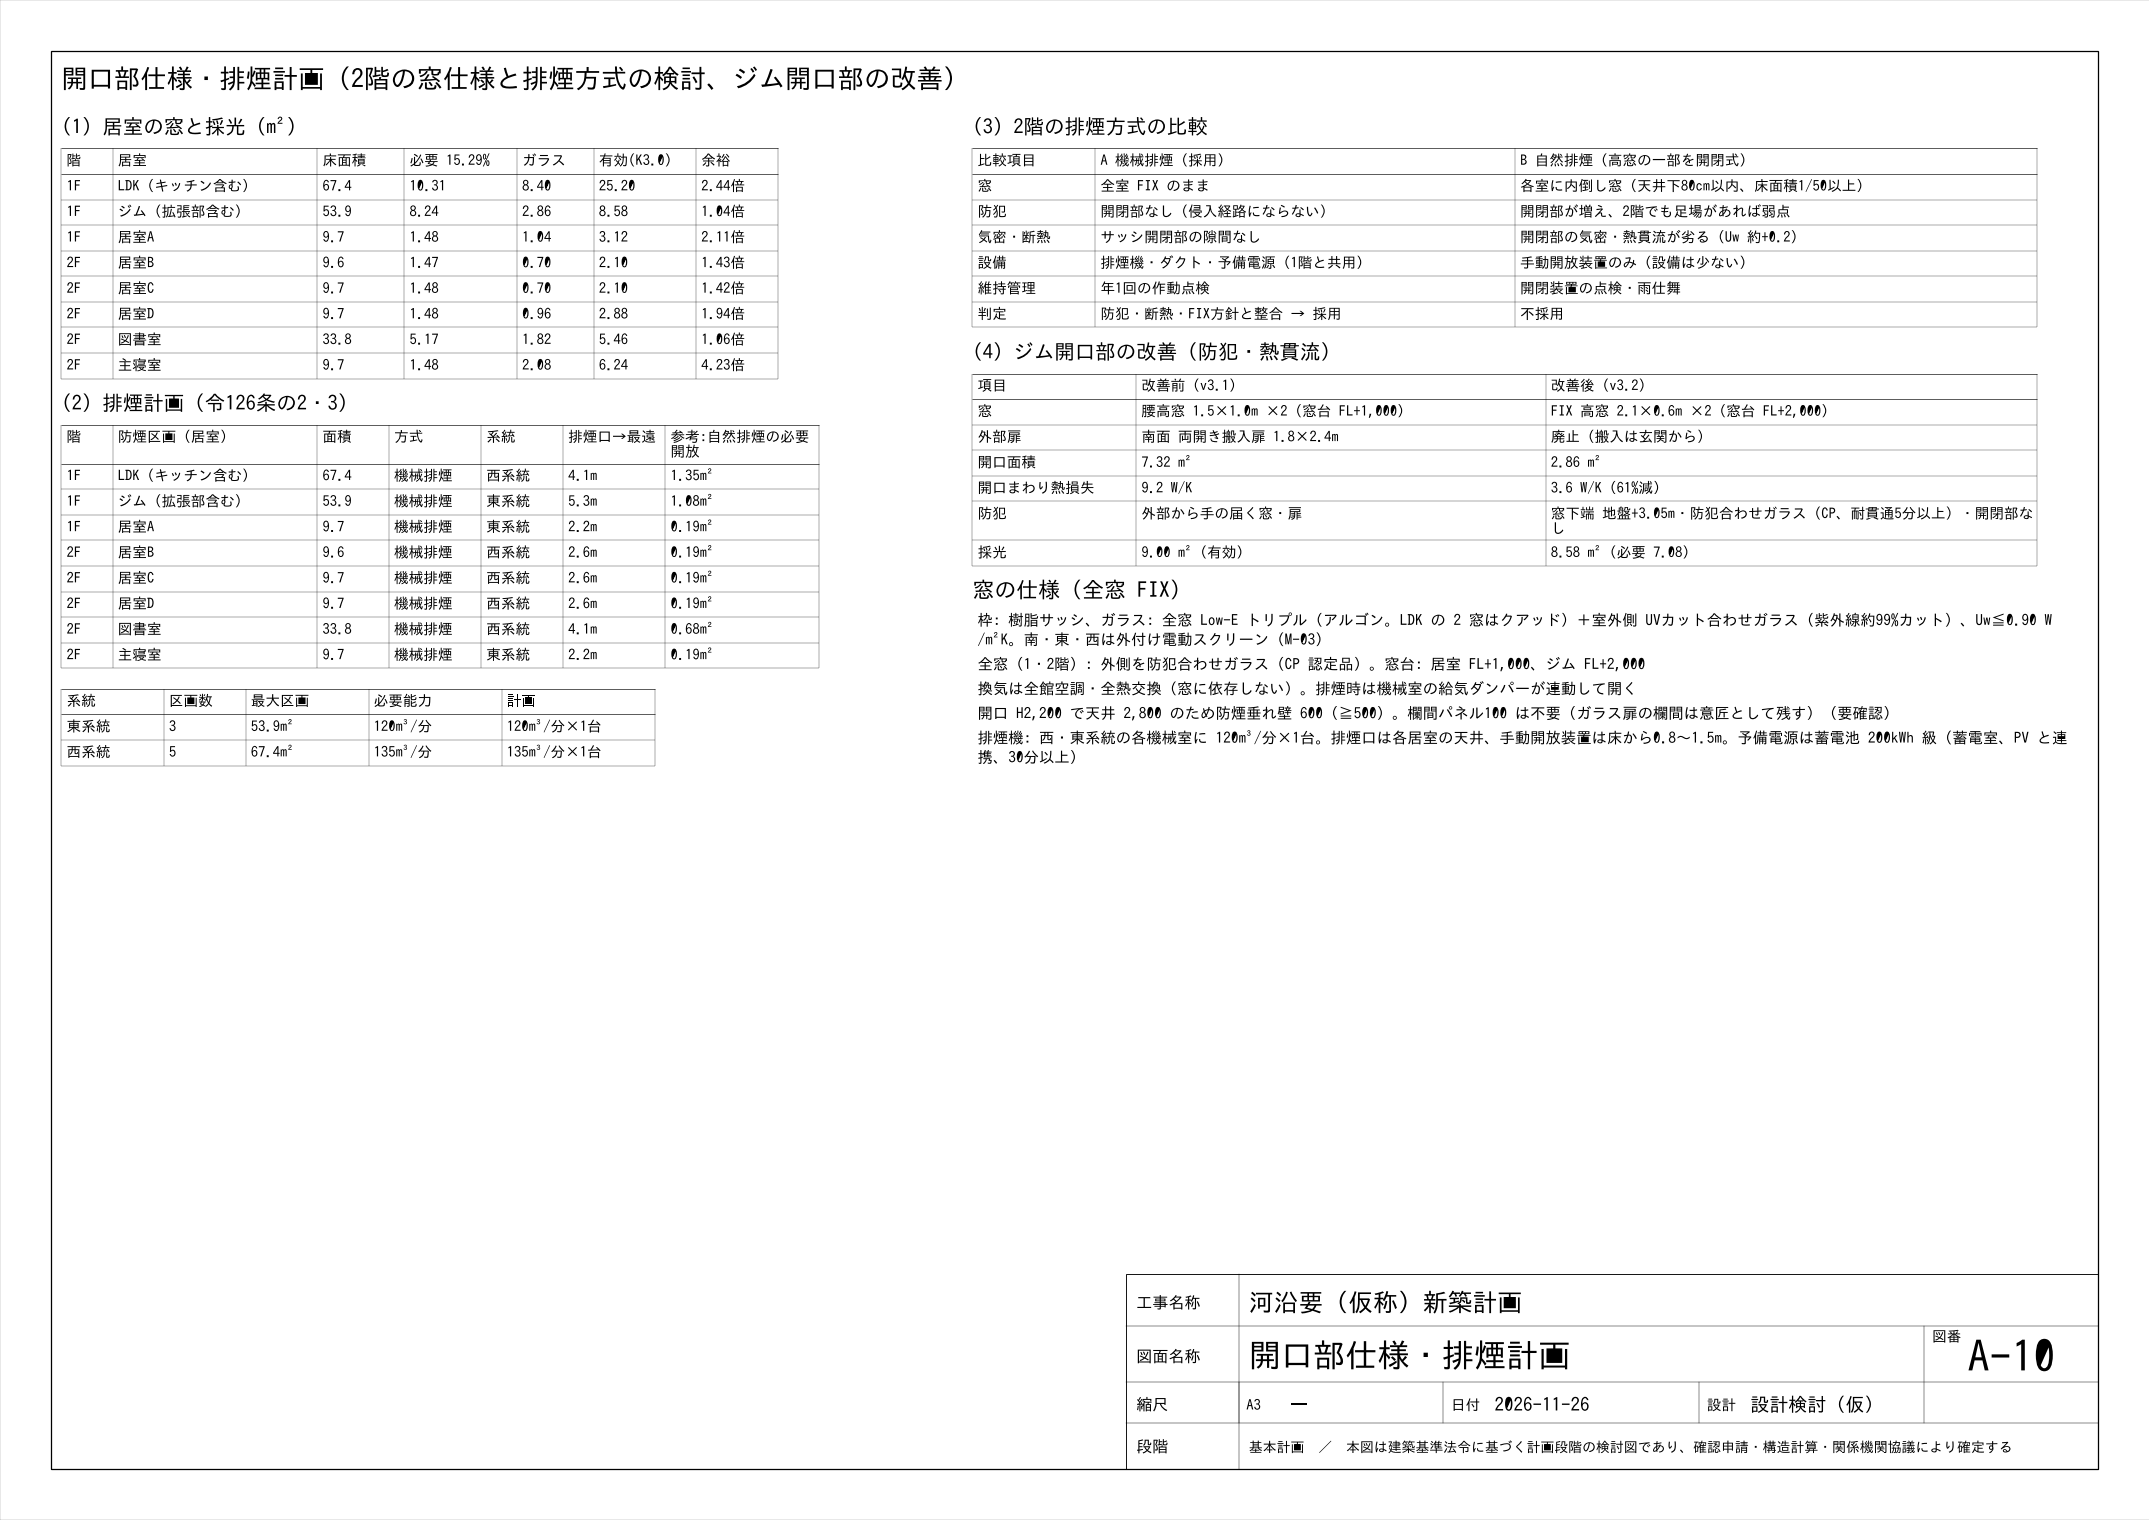 開口部仕様・排煙計画（2階の窓仕様と排煙方式の検討、ジム開口部の改善）
（1）居室の窓と採光（m²）
階 居室 床面積 必要 15.29% ガラス 有効(K3.0) 余裕
1F LDK（キッチン含む） 67.4 10.31 8.40 25.20 2.44倍
1F ジム（拡張部含む） 53.9 8.24 2.86 8.58 1.04倍
1F 居室A 9.7 1.48 1.04 3.12 2.11倍
2F 居室B 9.6 1.47 0.70 2.10 1.43倍
2F 居室C 9.7 1.48 0.70 2.10 1.42倍
2F 居室D 9.7 1.48 0.96 2.88 1.94倍
2F 図書室 33.8 5.17 1.82 5.46 1.06倍
2F 主寝室 9.7 1.48 2.08 6.24 4.23倍
（2）排煙計画（令126条の2・3）
階 防煙区画（居室） 面積 方式 系統 排煙口→最遠 参考:自然排煙の必要
開放
1F LDK（キッチン含む） 67.4 機械排煙 西系統 4.1m 1.35m²
1F ジム（拡張部含む） 53.9 機械排煙 東系統 5.3m 1.08m²
1F 居室A 9.7 機械排煙 東系統 2.2m 0.19m²
2F 居室B 9.6 機械排煙 西系統 2.6m 0.19m²
2F 居室C 9.7 機械排煙 西系統 2.6m 0.19m²
2F 居室D 9.7 機械排煙 西系統 2.6m 0.19m²
2F 図書室 33.8 機械排煙 西系統 4.1m 0.68m²
2F 主寝室 9.7 機械排煙 東系統 2.2m 0.19m²
系統 区画数 最大区画 必要能力 計画
東系統 3 53.9m² 120m³/分 120m³/分×1台
西系統 5 67.4m² 135m³/分 135m³/分×1台
（3）2階の排煙方式の比較
比較項目 A 機械排煙（採用） B 自然排煙（高窓の一部を開閉式）
窓 全室 FIX のまま 各室に内倒し窓（天井下80cm以内、床面積1/50以上）
防犯 開閉部なし（侵入経路にならない） 開閉部が増え、2階でも足場があれば弱点
気密・断熱 サッシ開閉部の隙間なし 開閉部の気密・熱貫流が劣る（Uw 約+0.2）
設備 排煙機・ダクト・予備電源（1階と共用） 手動開放装置のみ（設備は少ない）
維持管理 年1回の作動点検 開閉装置の点検・雨仕舞
判定 防犯・断熱・FIX方針と整合 → 採用 不採用
（4）ジム開口部の改善（防犯・熱貫流）
項目 改善前（v3.1） 改善後（v3.2）
窓 腰高窓 1.5×1.0m ×2（窓台 FL+1,000） FIX 高窓 2.1×0.6m ×2（窓台 FL+2,000）
外部扉 南面 両開き搬入扉 1.8×2.4m 廃止（搬入は玄関から）
開口面積 7.32 m² 2.86 m²
開口まわり熱損失 9.2 W/K 3.6 W/K（61%減）
防犯 外部から手の届く窓・扉 窓下端 地盤+3.05m・防犯合わせガラス（CP、耐貫通5分以上）・開閉部な
し
採光 9.00 m²（有効） 8.58 m²（必要 7.08）
窓の仕様（全窓 FIX）
枠: 樹脂サッシ、ガラス: 全窓 Low-E トリプル（アルゴン。LDK の 2 窓はクアッド）＋室外側 UVカット合わせガラス（紫外線約99%カット）、Uw≦0.90 W
/m²K。南・東・西は外付け電動スクリーン（M-03）
全窓（1・2階）: 外側を防犯合わせガラス（CP 認定品）。窓台: 居室 FL+1,000、ジム FL+2,000
換気は全館空調・全熱交換（窓に依存しない）。排煙時は機械室の給気ダンパーが連動して開く
開口 H2,200 で天井 2,800 のため防煙垂れ壁 600（≧500）。欄間パネル100 は不要（ガラス扉の欄間は意匠として残す）（要確認）
排煙機: 西・東系統の各機械室に 120m³/分×1台。排煙口は各居室の天井、手動開放装置は床から0.8～1.5m。予備電源は蓄電池 200kWh 級（蓄電室、PV と連
携、30分以上）
工事名称 河沿要（仮称）新築計画
図面名称 開口部仕様・排煙計画 図番 A-10
縮尺 A3 ― 日付 2026-11-26 設計 設計検討（仮）
段階 基本計画 ／ 本図は建築基準法令に基づく計画段階の検討図であり、確認申請・構造計算・関係機関協議により確定する